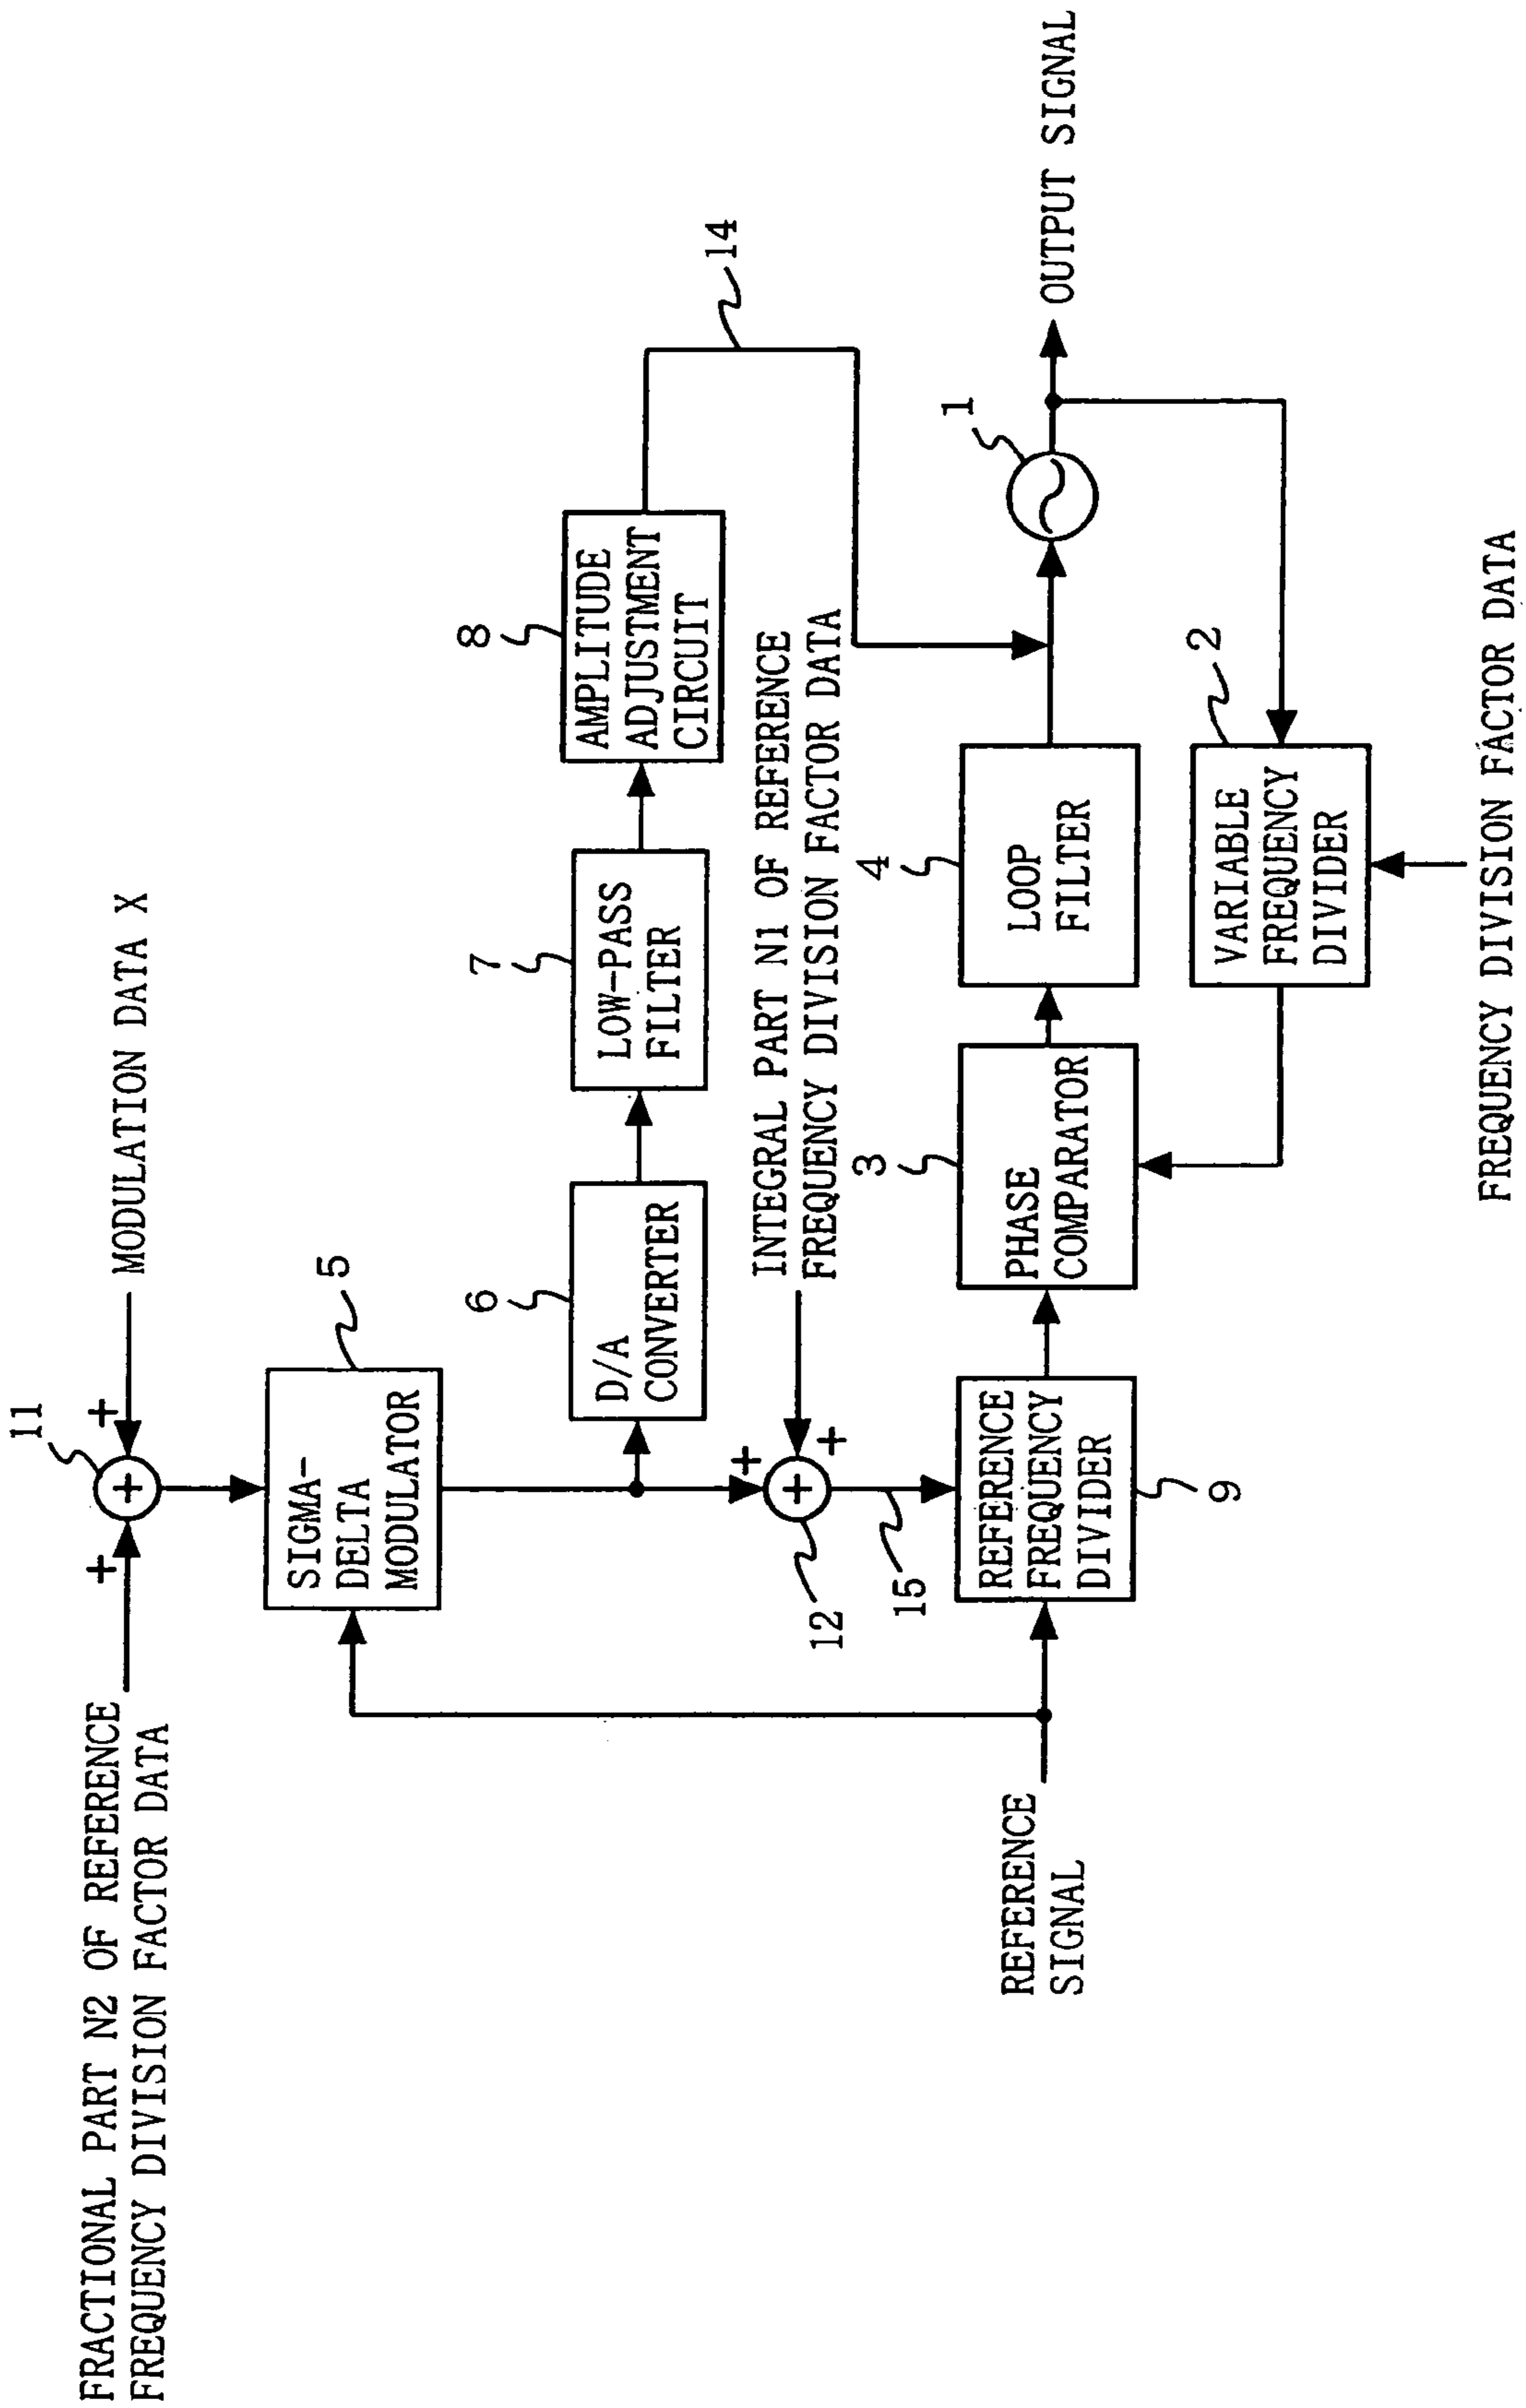 FRACTIONAL PART N2 OF REFERENCE
FREQUENCY DIVISION FACTOR DATA
11
+
+
+
MODULATION DATA X
5
SIGMA-
DELTA
MODULATOR
6
D/A
CONVERTER
7
LOW-PASS
FILTER
8
AMPLITUDE
ADJUSTMENT
CIRCUIT
14
INTEGRAL PART N1 OF REFERENCE
FREQUENCY DIVISION FACTOR DATA
+
+
+
12
15
REFERENCE
SIGNAL
REFERENCE
FREQUENCY
DIVIDER
9
3
PHASE
COMPARATOR
4
LOOP
FILTER
1
OUTPUT SIGNAL
2
VARIABLE
FREQUENCY
DIVIDER
FREQUENCY DIVISION FACTOR DATA